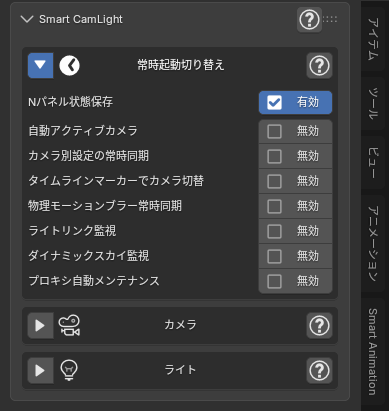 Smart CamLight
常時起動切り替え
Nパネル状態保存 有効
自動アクティブカメラ 無効
カメラ別設定の常時同期 無効
タイムラインマーカーでカメラ切替 無効
物理モーションブラー常時同期 無効
ライトリンク監視 無効
ダイナミックスカイ監視 無効
プロキシ自動メンテナンス 無効
カメラ
ライト
アイテム
ツール
ビュー
アニメーション
Smart Animation